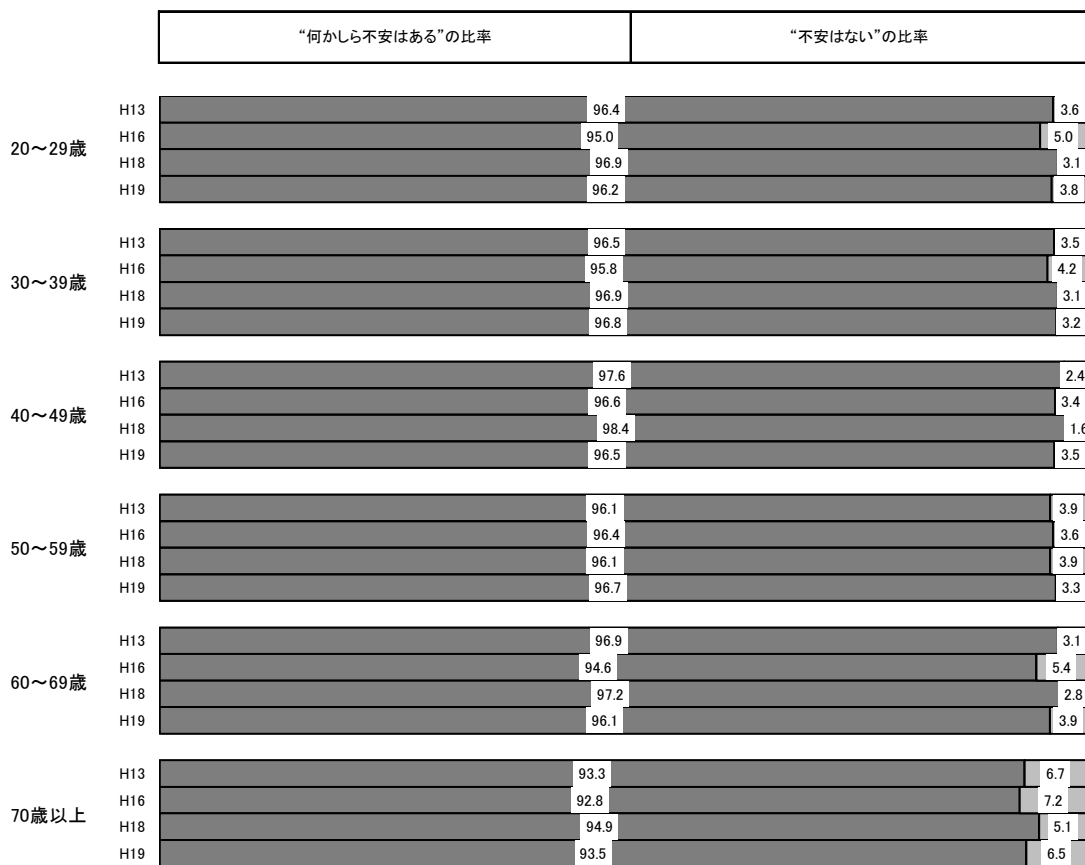 “何かしら不安はある”の比率 “不安はない”の比率
20～29歳
H13 96.4 3.6
H16 95.0 5.0
H18 96.9 3.1
H19 96.2 3.8
30～39歳
H13 96.5 3.5
H16 95.8 4.2
H18 96.9 3.1
H19 96.8 3.2
40～49歳
H13 97.6 2.4
H16 96.6 3.4
H18 98.4 1.6
H19 96.5 3.5
50～59歳
H13 96.1 3.9
H16 96.4 3.6
H18 96.1 3.9
H19 96.7 3.3
60～69歳
H13 96.9 3.1
H16 94.6 5.4
H18 97.2 2.8
H19 96.1 3.9
70歳以上
H13 93.3 6.7
H16 92.8 7.2
H18 94.9 5.1
H19 93.5 6.5